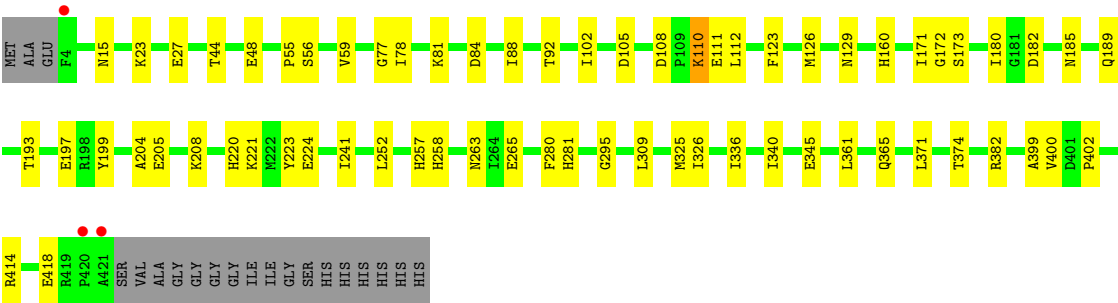 MET ALA GLU F4 N15 K23 E27 T44 E48 P55 S56 V59 G77 I78 K81 D84 I88 T92 I102 D105 D108 P109 K110 E111 L112 F123 M126 N129 H160 I171 G172 S173 I180 G181 D182 N185 Q189
T193 E197 R198 Y199 A204 E205 K208 H220 K221 M222 Y223 E224 I241 L252 H257 H258 N263 I264 E265 F280 H281 G295 L309 M325 I326 I336 I340 E345 L361 Q365 L371 T374 R382 A399 V400 D401 P402
R414 E418 R419 P420 A421 SER VAL ALA GLY GLY GLY GLY ILE ILE GLY SER HIS HIS HIS HIS HIS HIS